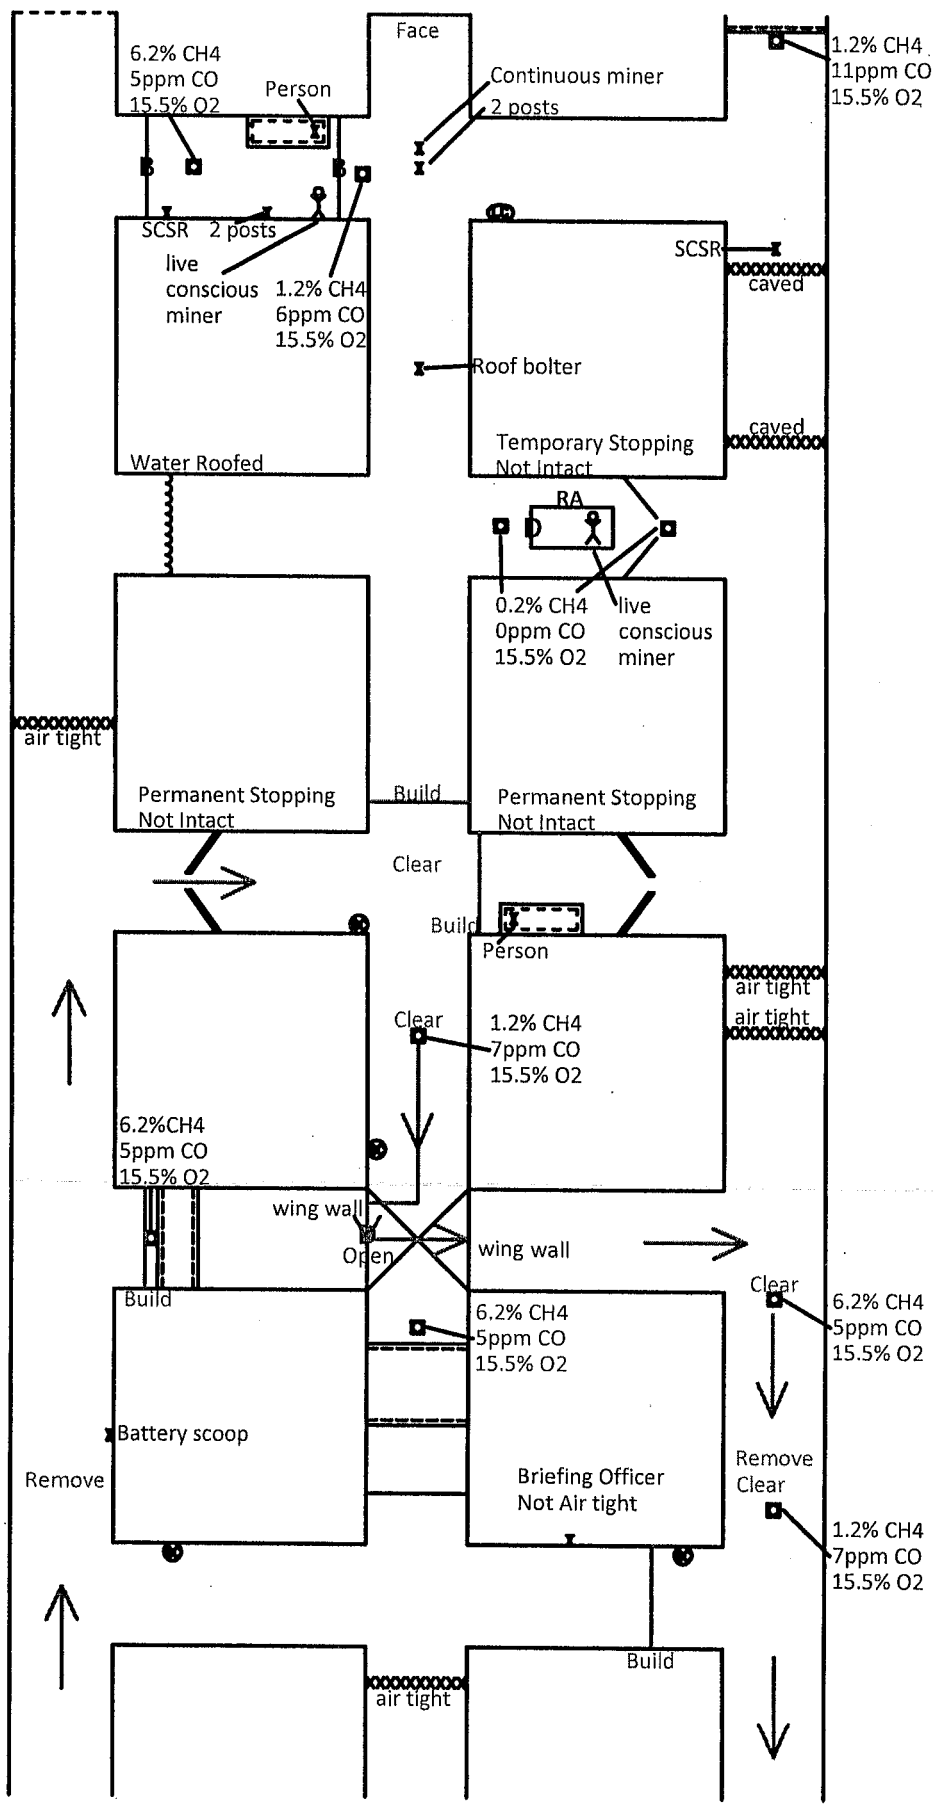 Face
6.2% CH4
5ppm CO
15.5% O2
Person
Continuous miner
2 posts
1.2% CH4
11ppm CO
15.5% O2
SCSR
2 posts
live
conscious
miner
1.2% CH4
6ppm CO
15.5% O2
SCSR
caved
Roof bolter
caved
Water Roofed
Temporary Stopping
Not Intact
RA
0.2% CH4
0ppm CO
15.5% O2
live
conscious
miner
air tight
Permanent Stopping
Not Intact
Build
Permanent Stopping
Not Intact
Clear
Build
Person
air tight
air tight
Clear
1.2% CH4
7ppm CO
15.5% O2
6.2%CH4
5ppm CO
15.5% O2
wing wall
Open
wing wall
Build
Clear
6.2% CH4
5ppm CO
15.5% O2
6.2% CH4
5ppm CO
15.5% O2
Battery scoop
Remove
Briefing Officer
Not Air tight
Remove
Clear
1.2% CH4
7ppm CO
15.5% O2
Build
air tight